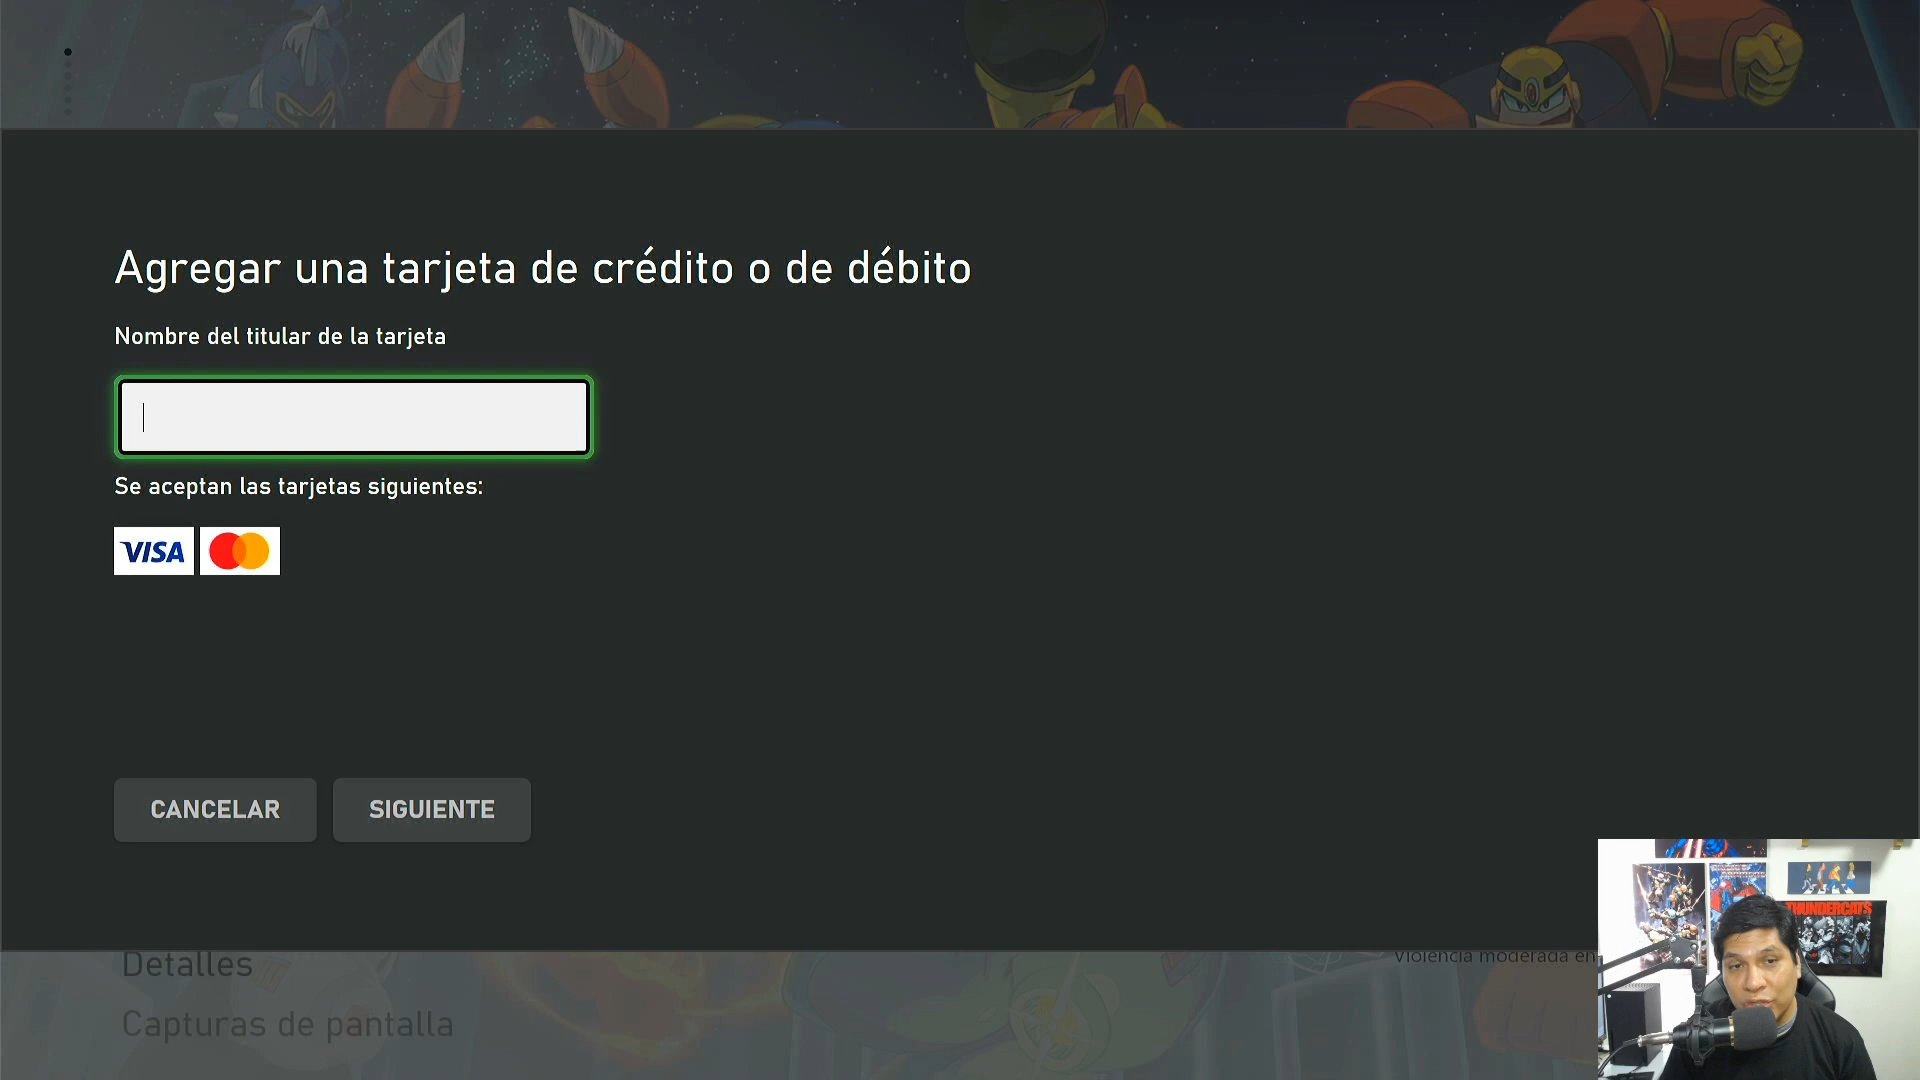 Agregar una tarjeta de crédito o de débito
Nombre del titular de la tarjeta
Se aceptan las tarjetas siguientes:
VISA
CANCELAR
SIGUIENTE
Detalles
Violencia moderada en
Capturas de pantalla
THUNDERCATS